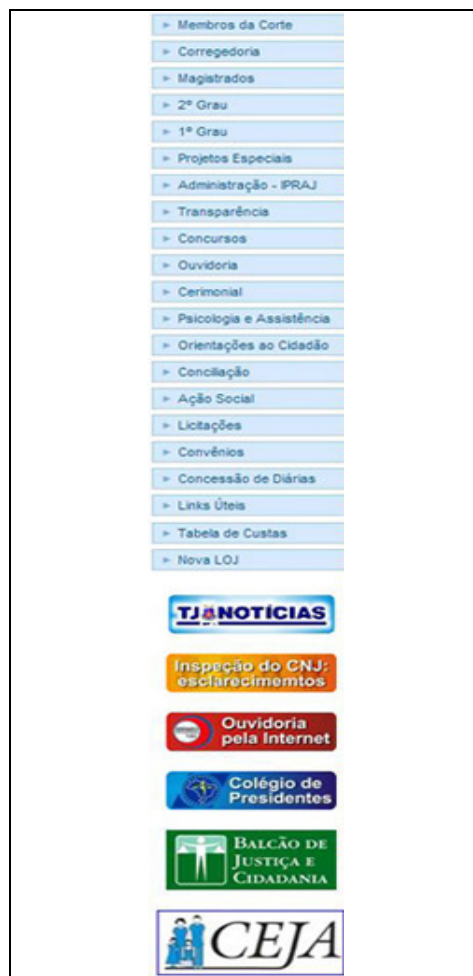 Membros da Corte
Corregedoria
Magistrados
2º Grau
1º Grau
Projetos Especiais
Administração - IPRAJ
Transparência
Concursos
Ouvidoria
Cerimonial
Psicologia e Assistência
Orientações ao Cidadão
Conciliação
Ação Social
Licitações
Convênios
Concessão de Diárias
Links Úteis
Tabela de Custas
Nova LOJ
TJ NOTÍCIAS
Inspeção do CNJ:
esclarecimemtos
Ouvidoria
pela Internet
Colégio de
Presidentes
BALCÃO DE
JUSTIÇA E
CIDADANIA
CEJA